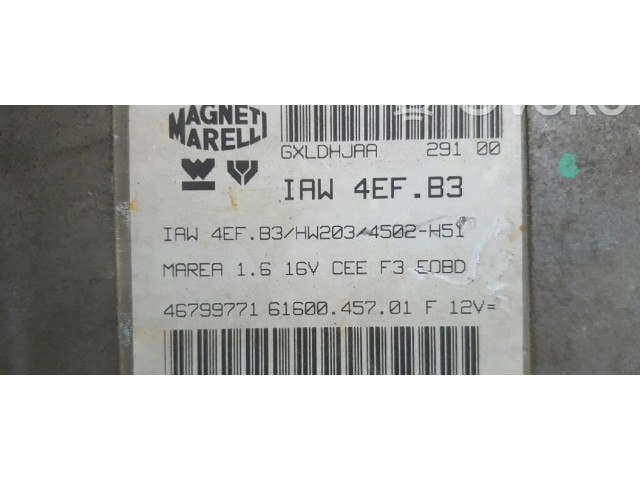 MAGNETI
MARELLI
GXLDHJAA 291 00
IAW 4EF.B3
IAW 4EF.B3/HW203/4502-H51
MAREA 1.6 16V CEE F3 EOBD
46799771 61600.457.01 F 12V=